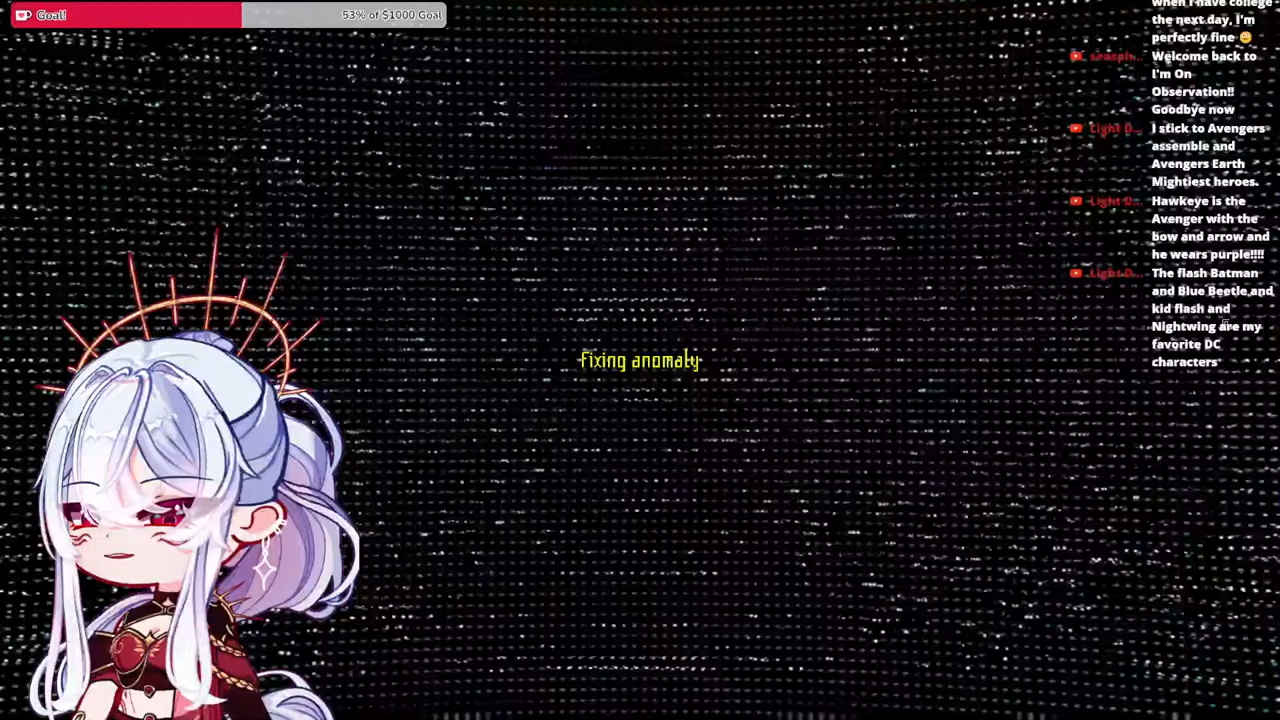 Goal!
53% of $1000 Goal
when I have college
the next day, I'm
perfectly fine
Welcome back to
I'm On
Observation!!
Goodbye now
Light D...
I stick to Avengers
assemble and
Avengers Earth
Mightiest heroes.
Light D...
Hawkeye is the
Avenger with the
bow and arrow and
he wears purple!!!!
Light D...
The flash Batman
and Blue Beetle and
kid flash and
Nightwing are my
favorite DC
characters
Fixing anomaly